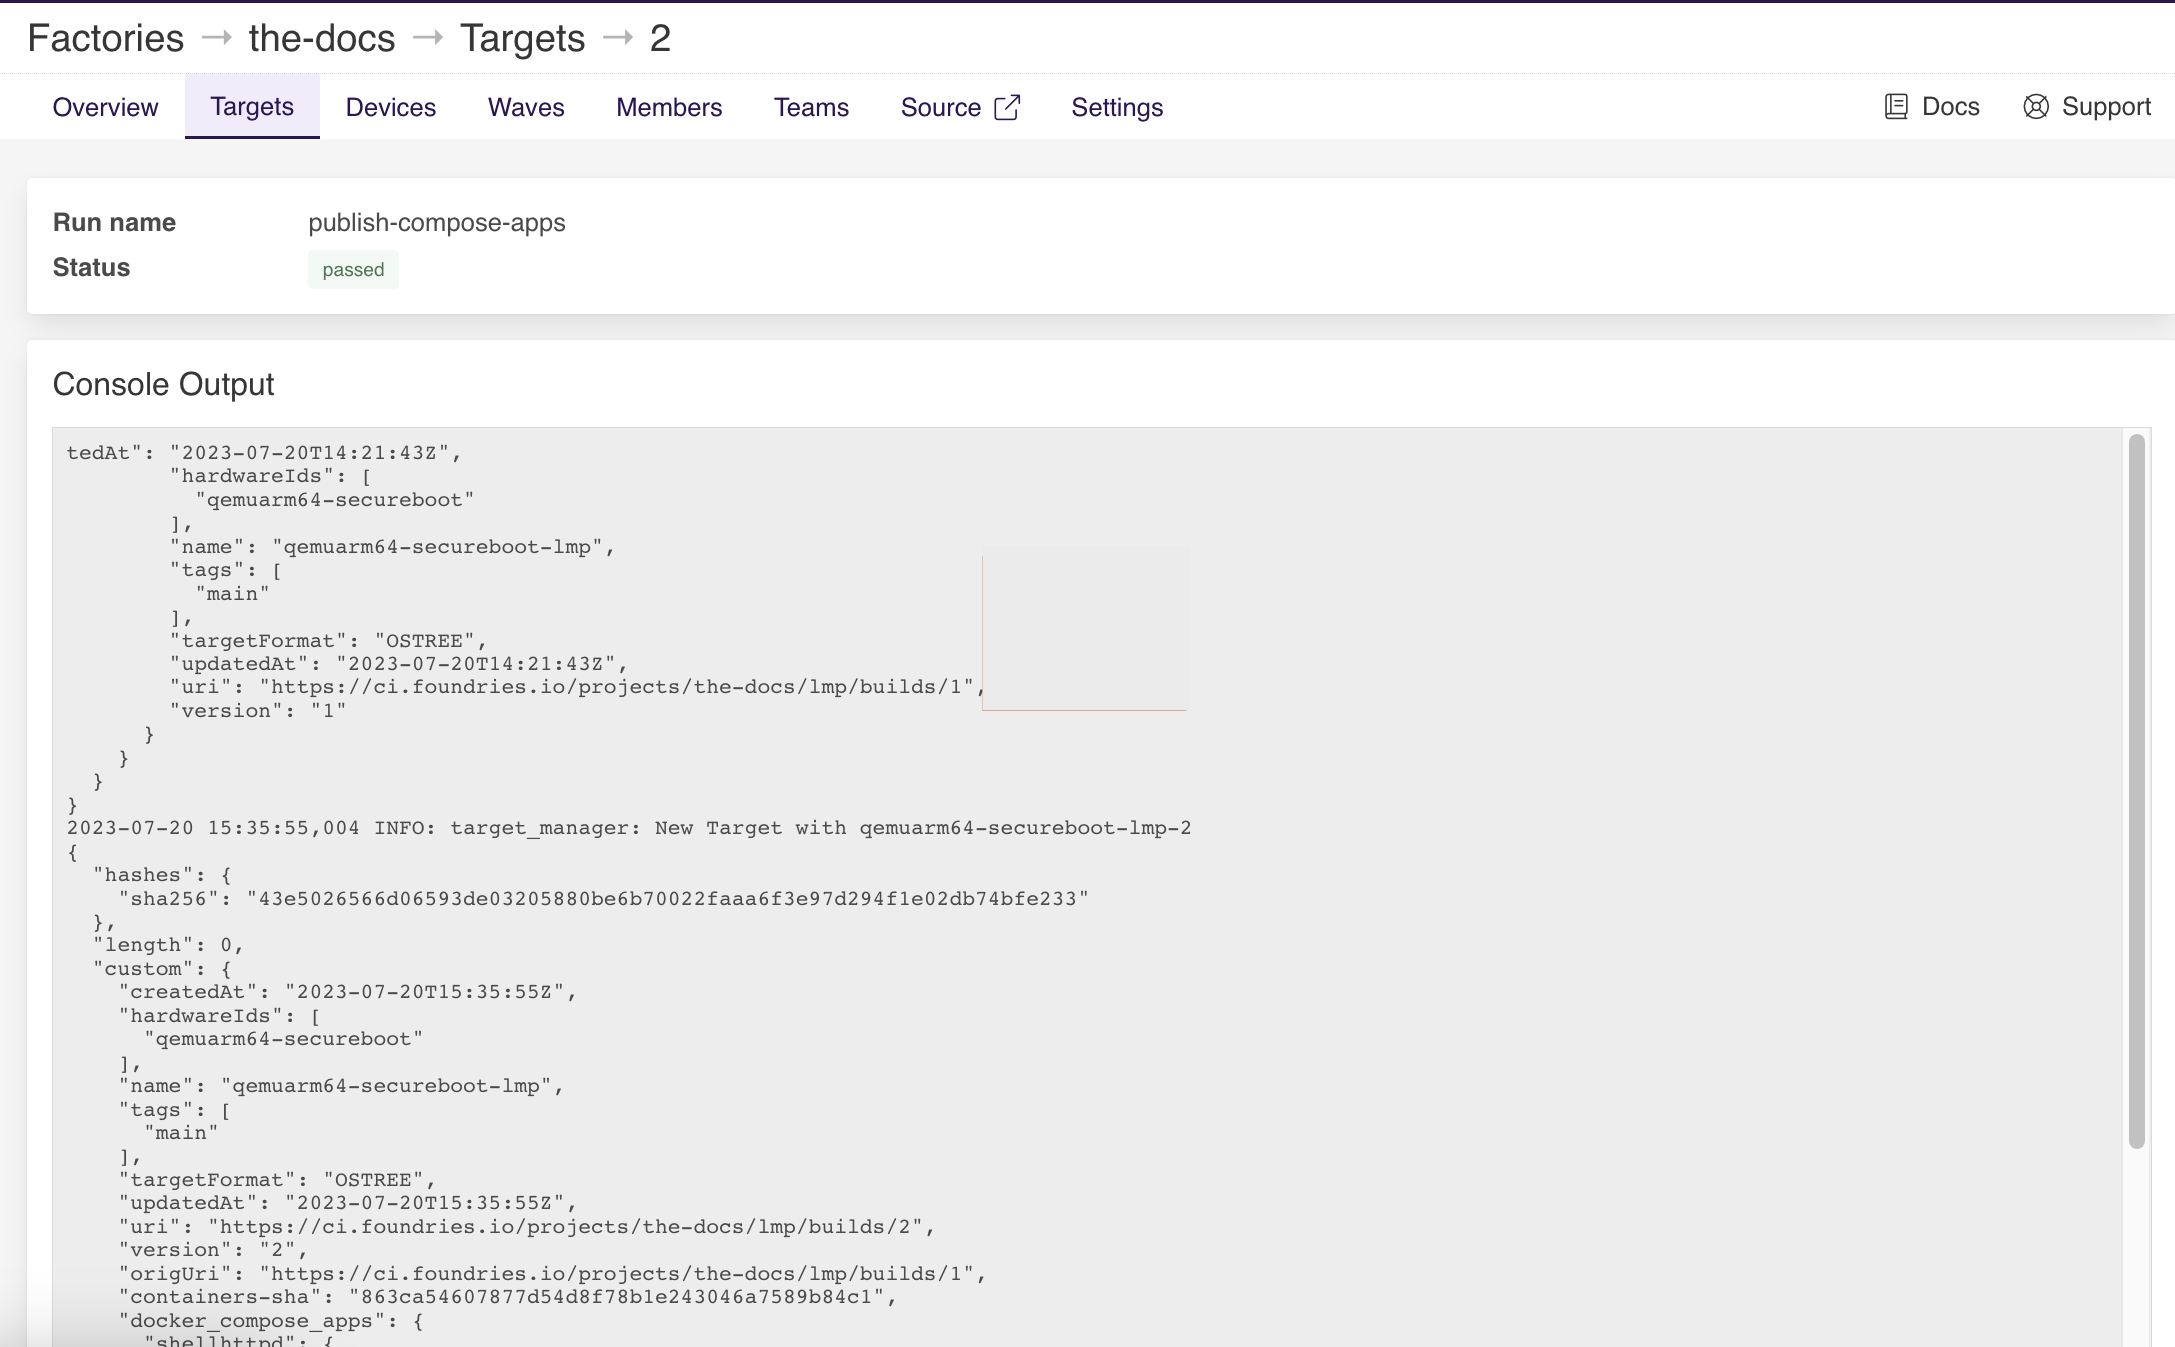 Factories → the-docs → Targets → 2
Overview Targets Devices Waves Members Teams Source Settings Docs Support
Run name publish-compose-apps
Status passed
Console Output
tedAt": "2023-07-20T14:21:43Z",
        "hardwareIds": [
          "qemuarm64-secureboot"
        ],
        "name": "qemuarm64-secureboot-lmp",
        "tags": [
          "main"
        ],
        "targetFormat": "OSTREE",
        "updatedAt": "2023-07-20T14:21:43Z",
        "uri": "https://ci.foundries.io/projects/the-docs/lmp/builds/1",
        "version": "1"
      }
    }
  }
}
2023-07-20 15:35:55,004 INFO: target_manager: New Target with qemuarm64-secureboot-lmp-2
{
  "hashes": {
    "sha256": "43e5026566d06593de03205880be6b70022faaa6f3e97d294f1e02db74bfe233"
  },
  "length": 0,
  "custom": {
    "createdAt": "2023-07-20T15:35:55Z",
    "hardwareIds": [
      "qemuarm64-secureboot"
    ],
    "name": "qemuarm64-secureboot-lmp",
    "tags": [
      "main"
    ],
    "targetFormat": "OSTREE",
    "updatedAt": "2023-07-20T15:35:55Z",
    "uri": "https://ci.foundries.io/projects/the-docs/lmp/builds/2",
    "version": "2",
    "origUri": "https://ci.foundries.io/projects/the-docs/lmp/builds/1",
    "containers-sha": "863ca54607877d54d8f78b1e243046a7589b84c1",
    "docker_compose_apps": {
      "shellhttpd": {